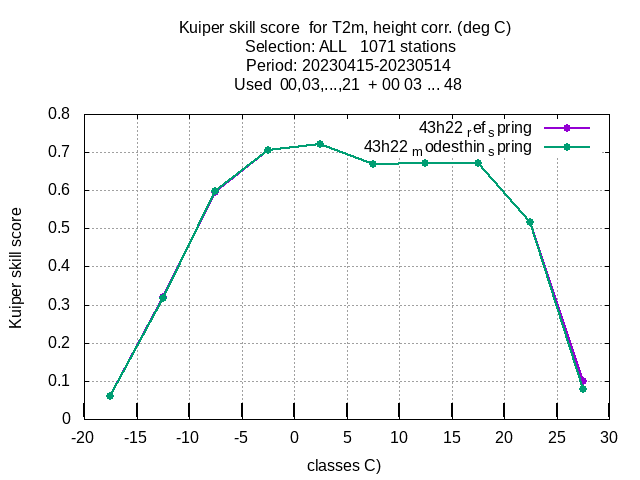 Kuiper skill score  for T2m, height corr. (deg C)
Selection: ALL   1071 stations
Period: 20230415-20230514
Used  00,03,...,21  + 00 03 ... 48
43h22 ref spring
43h22 modesthin spring
0.8
0.7
0.6
0.5
0.4
0.3
0.2
0.1
0
Kuiper skill score
-20 -15 -10 -5 0 5 10 15 20 25 30
classes C)